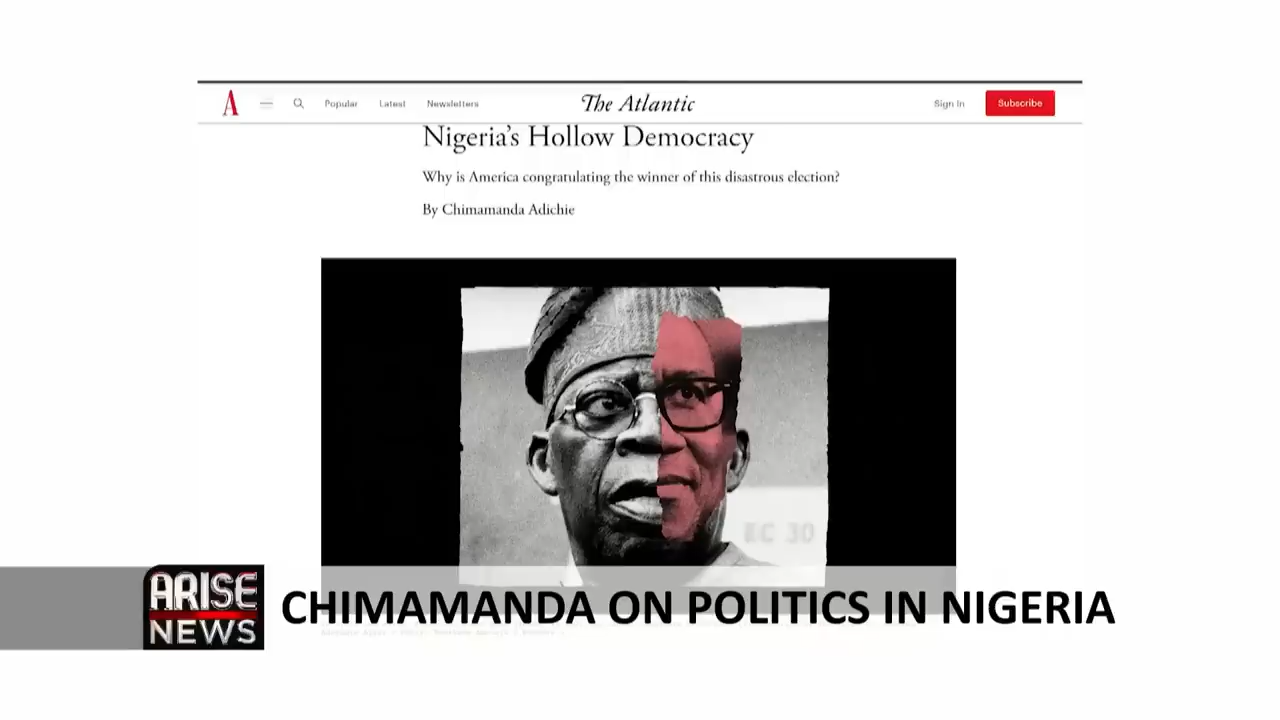 A
Popular
Latest
Newsletters
The Atlantic
Sign In
Subscribe
Nigeria's Hollow Democracy
Why is America congratulating the winner of this disastrous election?
By Chimamanda Adichie
EC 30
ARISE
NEWS
CHIMAMANDA ON POLITICS IN NIGERIA